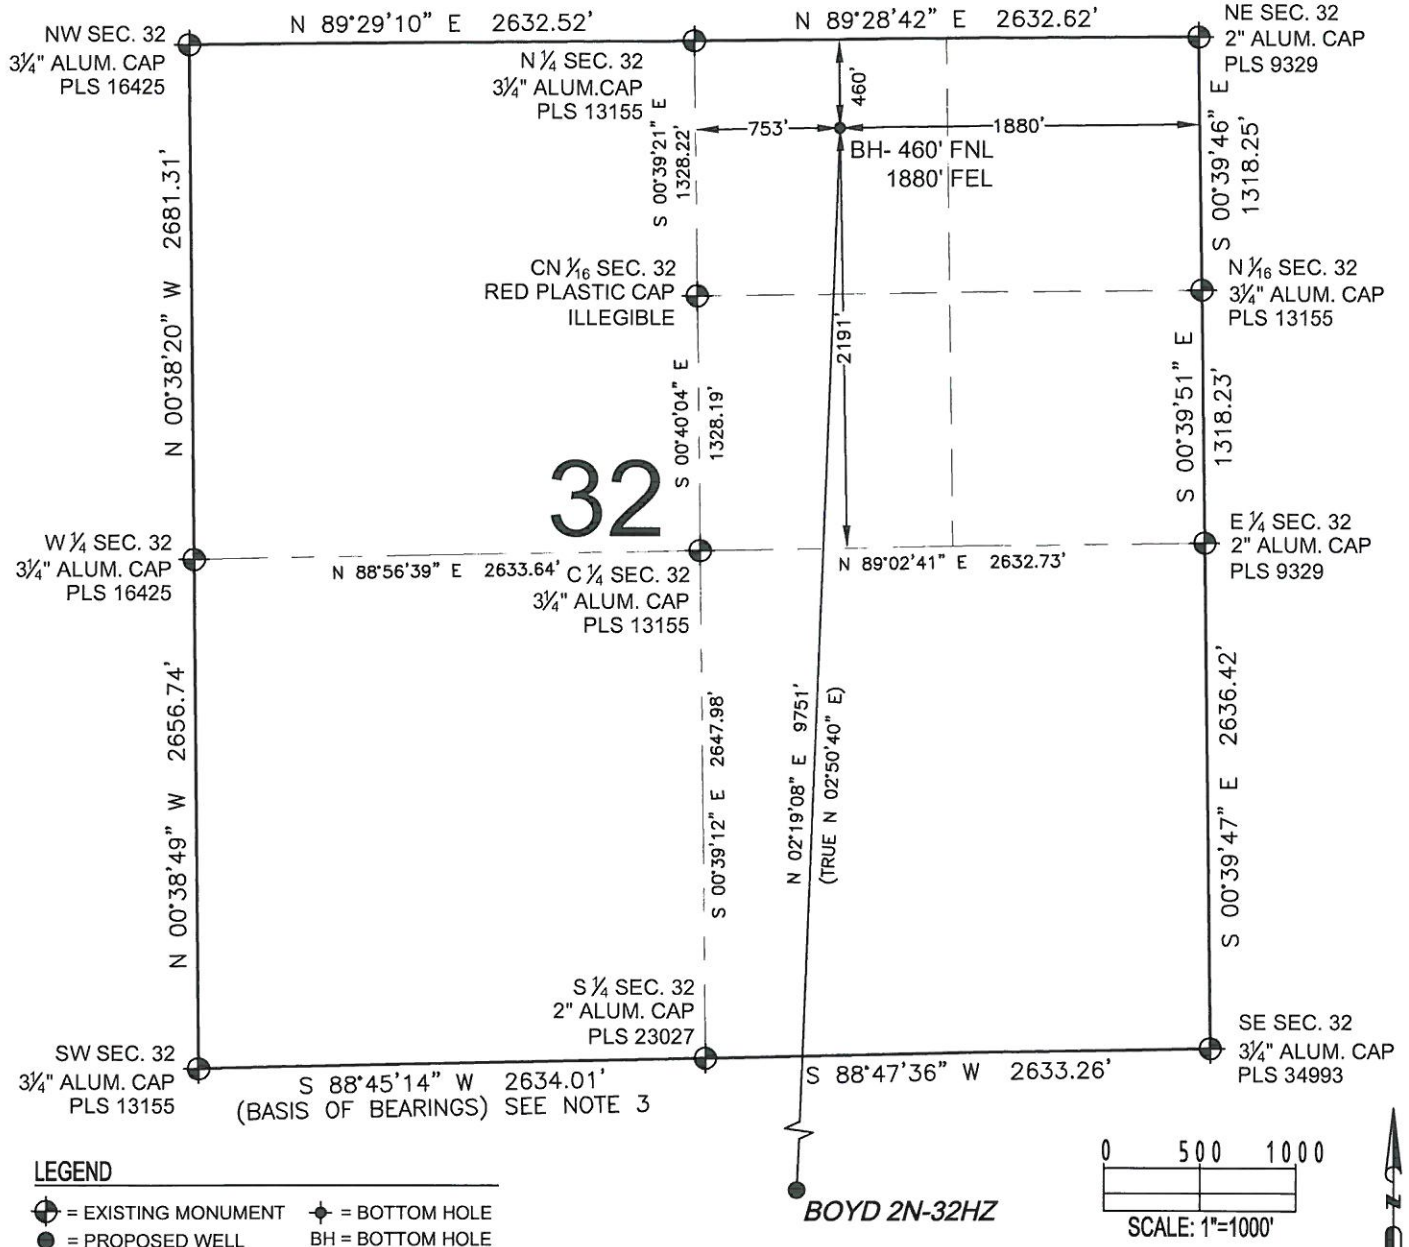 N 89°29'10" E 2632.52'
N 89°28'42" E 2632.62'
NW SEC. 32
3¼" ALUM. CAP
PLS 16425
N ¼ SEC. 32
3¼" ALUM.CAP
PLS 13155
NE SEC. 32
2" ALUM. CAP
PLS 9329
460'
753'
1880'
BH- 460' FNL
1880' FEL
S 00°39'21" E
1328.22'
S 00°39'46" E
1318.25'
N 00°38'20" W 2681.31'
CN 1/16 SEC. 32
RED PLASTIC CAP
ILLEGIBLE
N 1/16 SEC. 32
3¼" ALUM. CAP
PLS 13155
2191'
S 00°40'04" E
1328.19'
S 00°39'51" E
1318.23'
32
W ¼ SEC. 32
3¼" ALUM. CAP
PLS 16425
N 88°56'39" E 2633.64'
C ¼ SEC. 32
3¼" ALUM. CAP
PLS 13155
N 89°02'41" E 2632.73'
E ¼ SEC. 32
2" ALUM. CAP
PLS 9329
N 00°38'49" W 2656.74'
S 00°39'12" E 2647.98'
N 02°19'08" E 9751'
(TRUE N 02°50'40" E)
S 00°39'47" E 2636.42'
S ¼ SEC. 32
2" ALUM. CAP
PLS 23027
SW SEC. 32
3¼" ALUM. CAP
PLS 13155
S 88°45'14" W 2634.01'
(BASIS OF BEARINGS) SEE NOTE 3
S 88°47'36" W 2633.26'
SE SEC. 32
3¼" ALUM. CAP
PLS 34993
LEGEND
= EXISTING MONUMENT
= BOTTOM HOLE
= PROPOSED WELL
BH = BOTTOM HOLE
BOYD 2N-32HZ
0 500 1000
SCALE: 1"=1000'